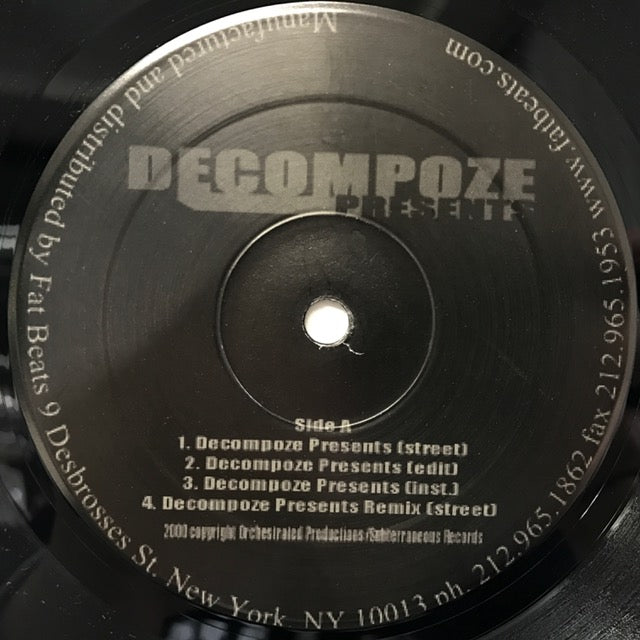 DECOMPOZE
PRESENTS
Side A
1. Decompoze Presents (street)
2. Decompoze Presents (edit)
3. Decompoze Presents (inst.)
4. Decompoze Presents Remix (street)
2000 copyright Orchestrated Productions/Subterraneous Records
Manufactured and distributed by Fat Beats 9 Desbrosses St. New York, NY 10013 ph. 212.965.1862 fax 212.965.1953 www.fatbeats.com